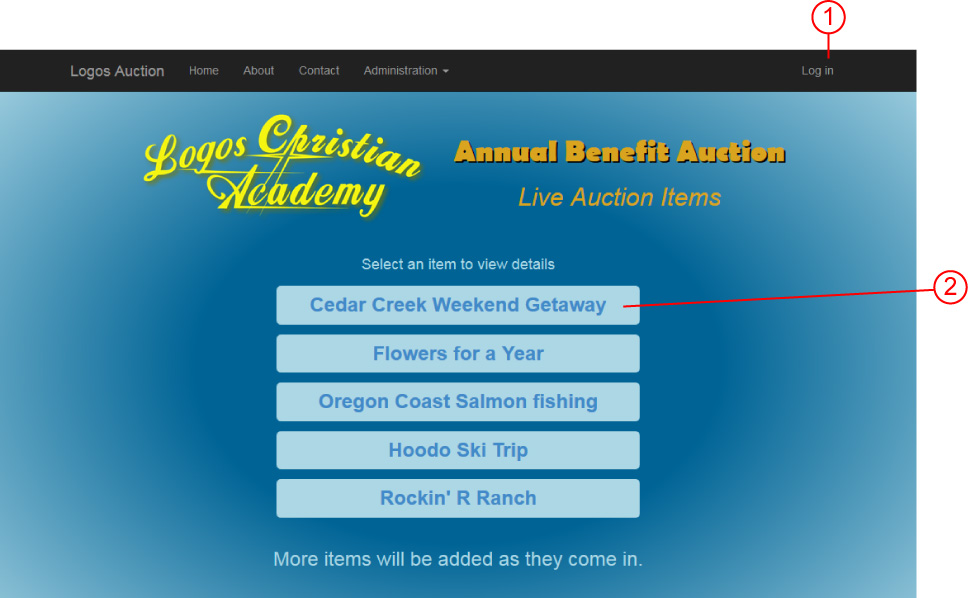 1
Logos Auction Home About Contact Administration Log in
Logos Christian
Academy
Annual Benefit Auction
Live Auction Items
Select an item to view details
Cedar Creek Weekend Getaway
2
Flowers for a Year
Oregon Coast Salmon fishing
Hoodo Ski Trip
Rockin' R Ranch
More items will be added as they come in.